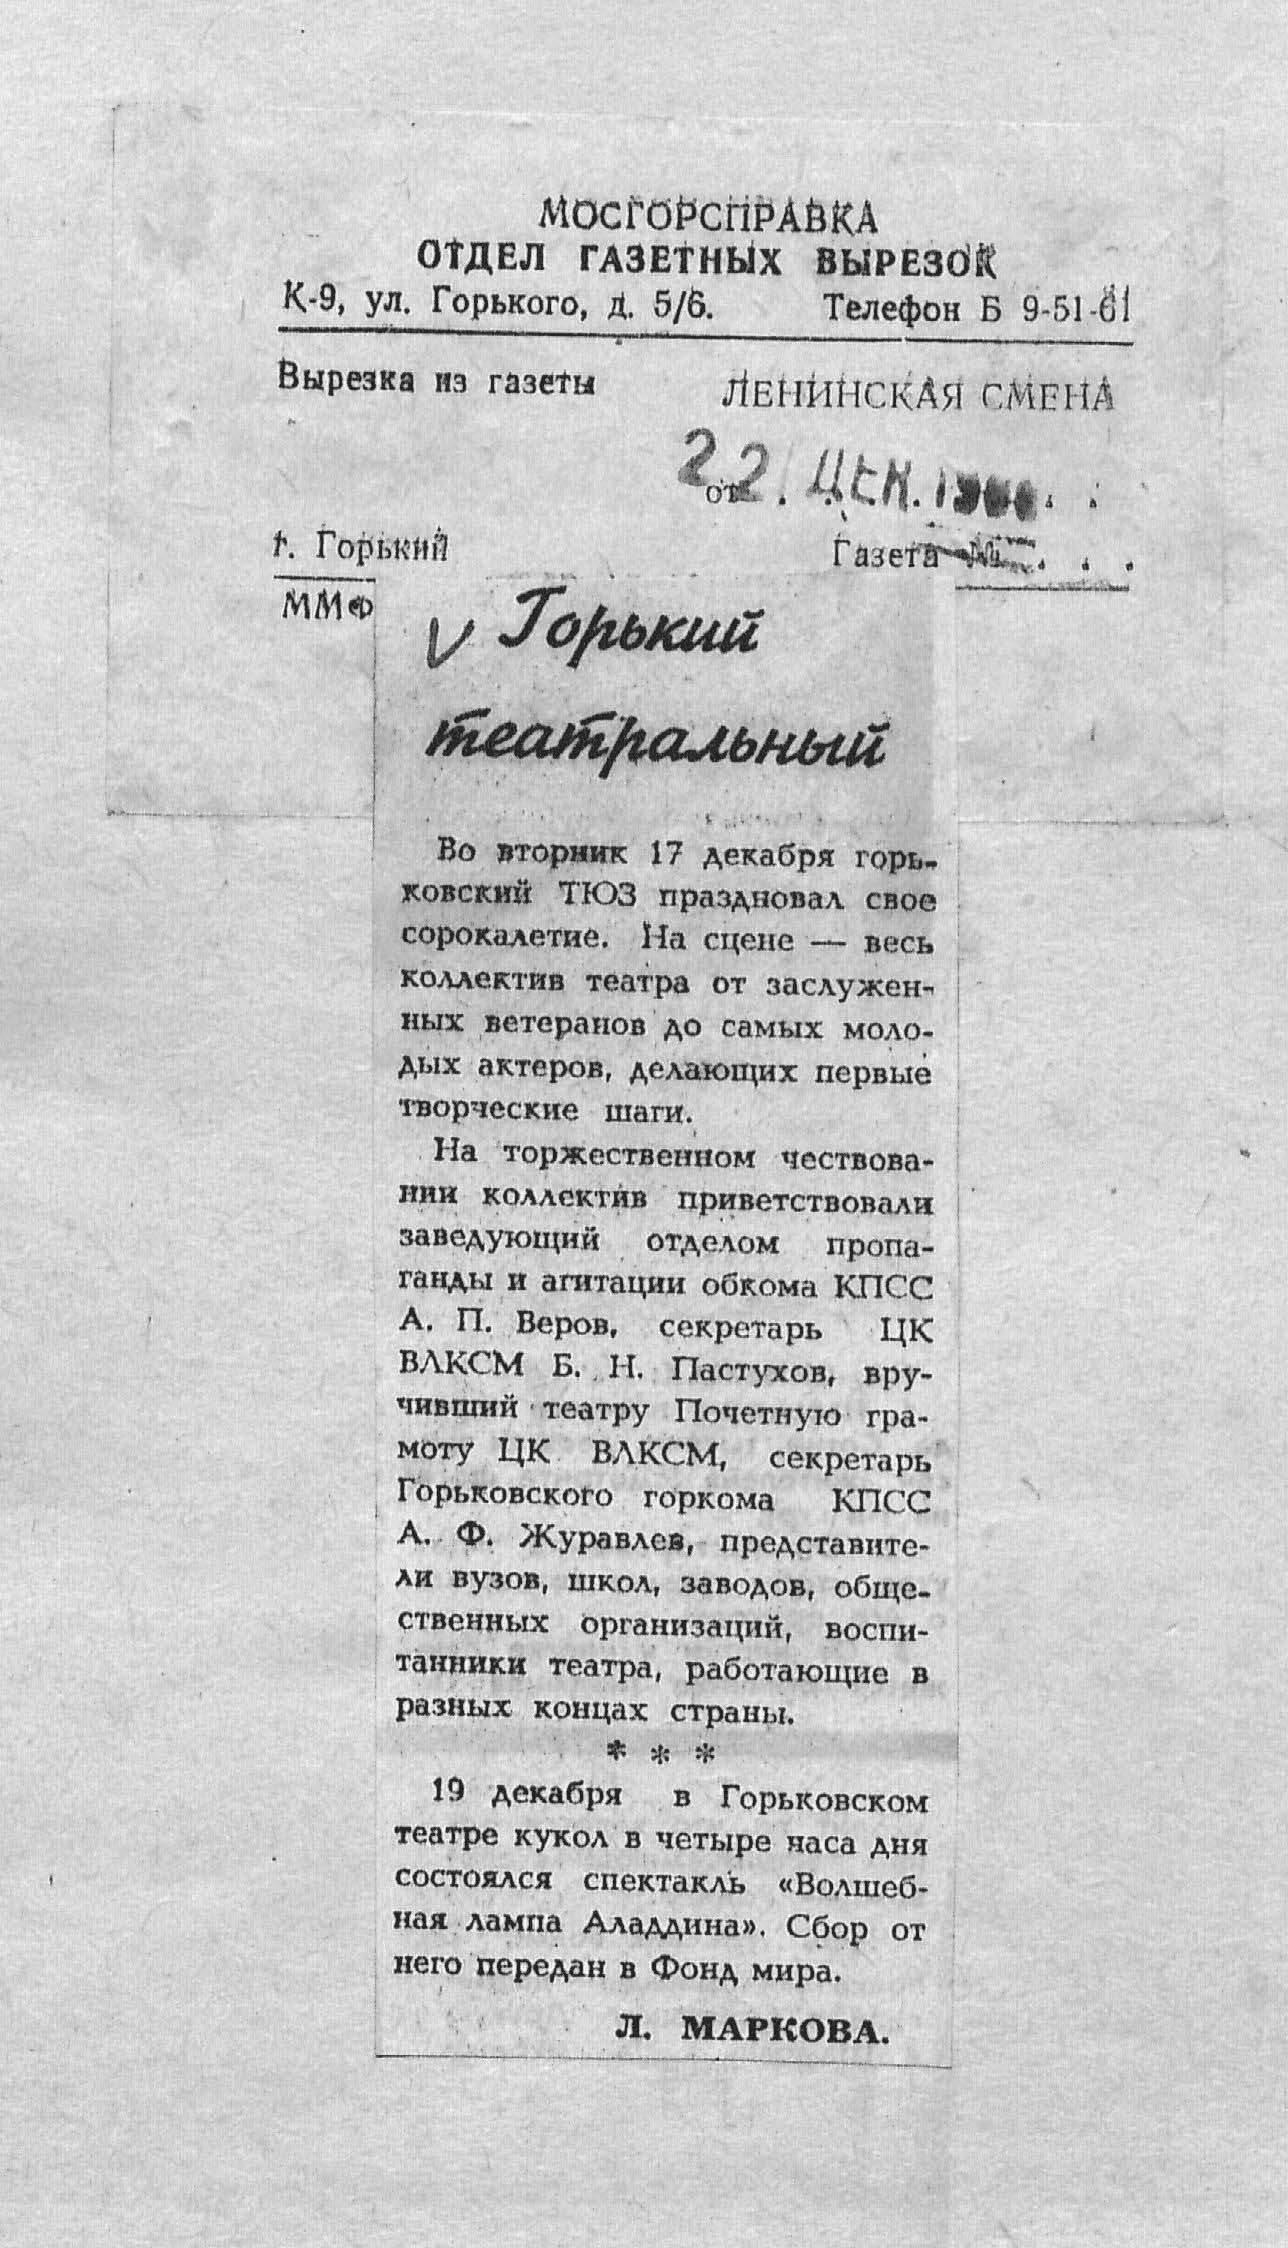 МОСГОРСПРАВКА
ОТДЕЛ ГАЗЕТНЫХ ВЫРЕЗОК
К-9, ул. Горького, д. 5/6. Телефон Б 9-51-61
Вырезка из газеты ЛЕНИНСКАЯ СМЕНА
от 22. ДЕК.
г. Горький Газета
ММФ
V Горький
театральный
Во вторник 17 декабря горь-
ковский ТЮЗ праздновал свое
сорокалетие. На сцене — весь
коллектив театра от заслужен-
ных ветеранов до самых моло-
дых актеров, делающих первые
творческие шаги.
На торжественном чествова-
нии коллектив приветствовали
заведующий отделом пропа-
ганды и агитации обкома КПСС
А. П. Веров, секретарь ЦК
ВЛКСМ Б. Н. Пастухов, вру-
чивший театру Почетную гра-
моту ЦК ВЛКСМ, секретарь
Горьковского горкома КПСС
А. Ф. Журавлев, представите-
ли вузов, школ, заводов, обще-
ственных организаций, воспи-
танники театра, работающие в
разных концах страны.
* * *
19 декабря в Горьковском
театре кукол в четыре часа дня
состоялся спектакль «Волшеб-
ная лампа Аладдина». Сбор от
него передан в Фонд мира.
Л. МАРКОВА.